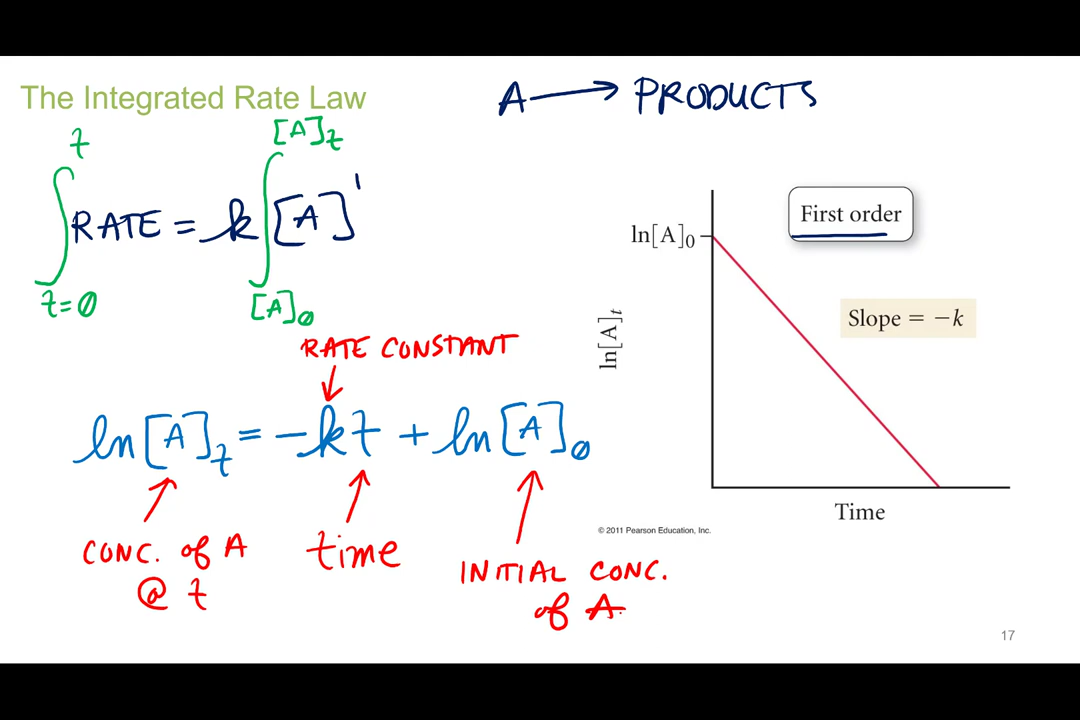 The Integrated Rate Law
A → PRODUCTS
t
[A]t
∫RATE = k∫[A]¹
t=0
[A]0
First order
ln[A]0
Slope = −k
ln[A]t
Time
© 2011 Pearson Education, Inc.
RATE CONSTANT
ln[A]t = −kt + ln[A]0
CONC. of A
@ t
time
INITIAL CONC.
of A
17